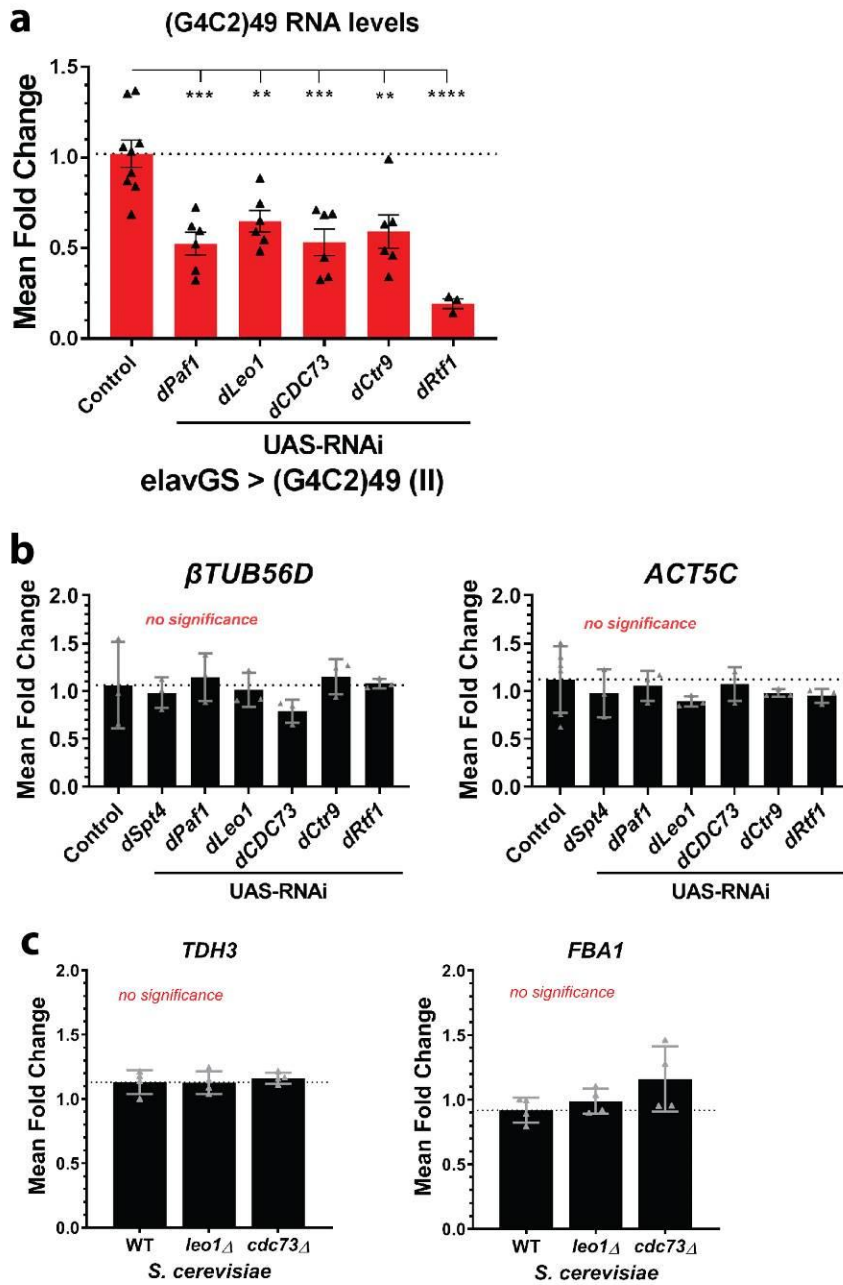 a
(G4C2)49 RNA levels
Mean Fold Change
1.5
1.0
0.5
0.0
*** ** *** ** ****
Control dPaf1 dLeo1 dCDC73 dCtr9 dRtf1
UAS-RNAi
elavGS > (G4C2)49 (II)
b
βTUB56D
no significance
Mean Fold Change
2.0
1.5
1.0
0.5
0.0
Control dSpt4 dPaf1 dLeo1 dCDC73 dCtr9 dRtf1
UAS-RNAi
ACT5C
no significance
Mean Fold Change
2.0
1.5
1.0
0.5
0.0
Control dSpt4 dPaf1 dLeo1 dCDC73 dCtr9 dRtf1
UAS-RNAi
c
TDH3
no significance
Mean Fold Change
2.0
1.5
1.0
0.5
0.0
WT leo1Δ cdc73Δ
S. cerevisiae
FBA1
no significance
Mean Fold Change
2.0
1.5
1.0
0.5
0.0
WT leo1Δ cdc73Δ
S. cerevisiae